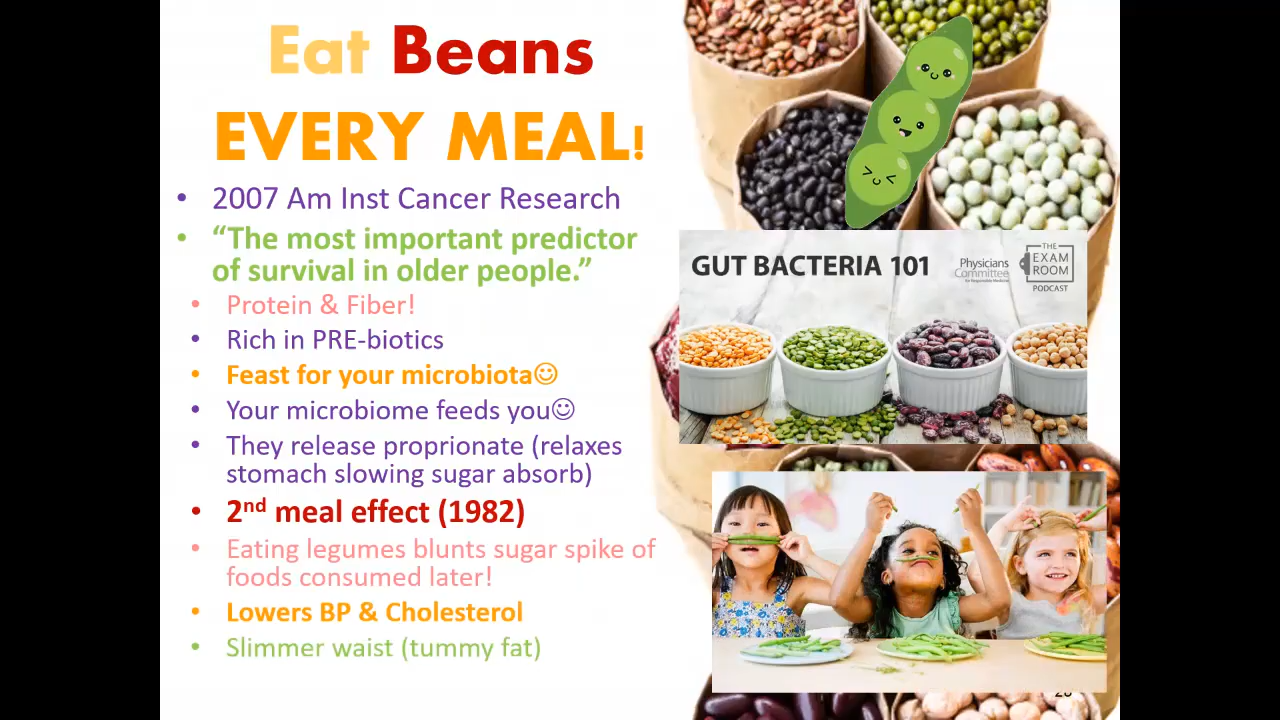 Eat Beans
EVERY MEAL!
• 2007 Am Inst Cancer Research
• “The most important predictor
of survival in older people.”
• Protein & Fiber!
• Rich in PRE-biotics
• Feast for your microbiota☺
• Your microbiome feeds you☺
• They release proprionate (relaxes
stomach slowing sugar absorb)
• 2nd meal effect (1982)
• Eating legumes blunts sugar spike of
foods consumed later!
• Lowers BP & Cholesterol
• Slimmer waist (tummy fat)
GUT BACTERIA 101
Physicians
Committee
for Responsible Medicine
THE
EXAM
ROOM
PODCAST